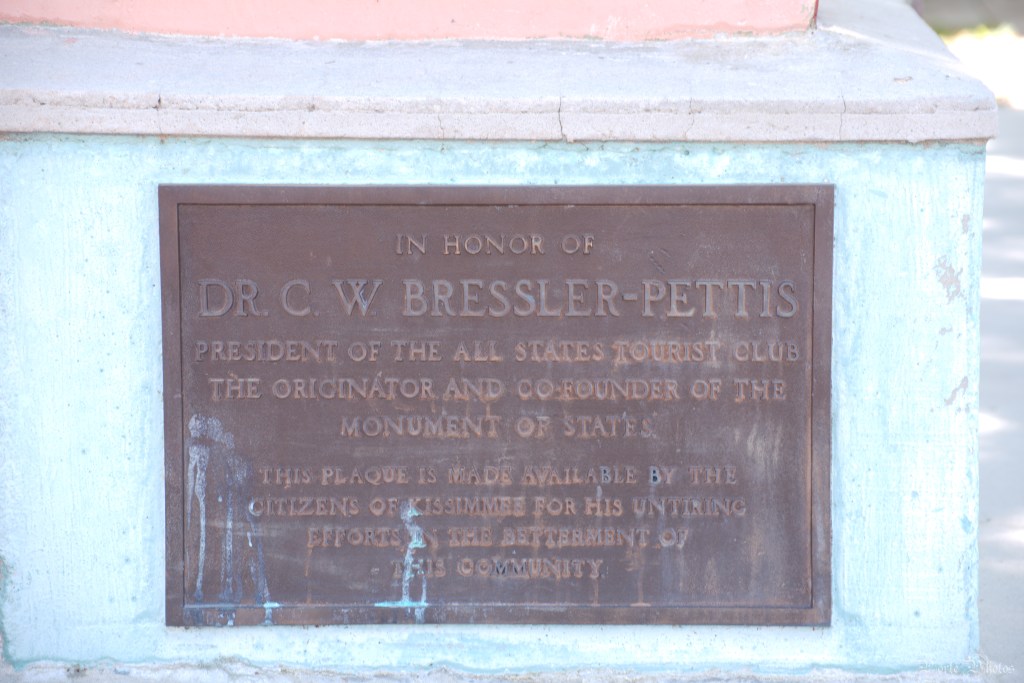 IN HONOR OF
DR. C. W. BRESSLER-PETTIS
PRESIDENT OF THE ALL STATES TOURIST CLUB
THE ORIGINATOR AND CO-FOUNDER OF THE
MONUMENT OF STATES
THIS PLAQUE IS MADE AVAILABLE BY THE
CITIZENS OF KISSIMMEE FOR HIS UNTIRING
EFFORTS IN THE BETTERMENT OF
THIS COMMUNITY